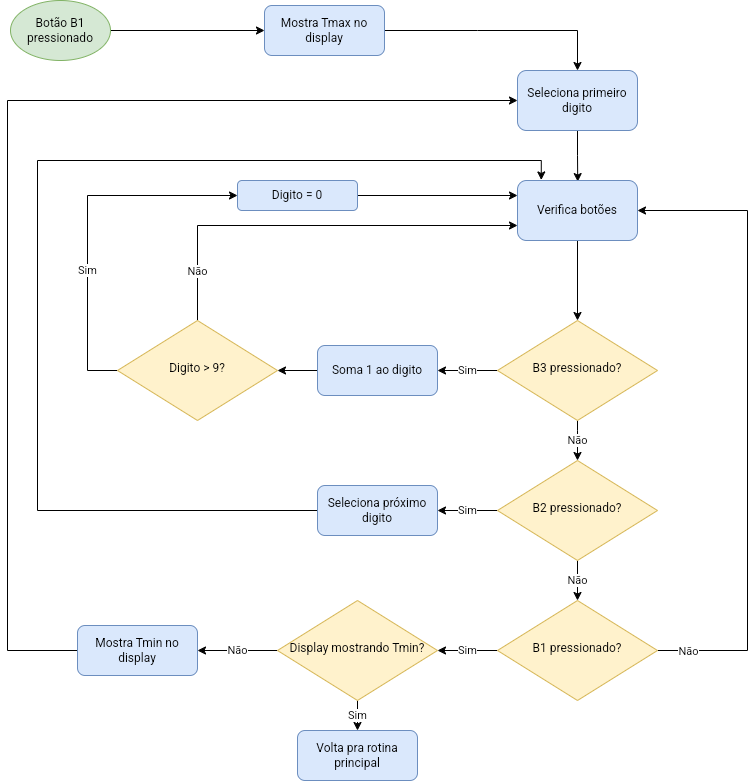 Botão B1
pressionado
Mostra Tmax no
display
Seleciona primeiro
digito
Digito = 0
Verifica botões
Sim
Não
Digito > 9?
Soma 1 ao digito
Sim
B3 pressionado?
Não
Seleciona próximo
digito
Sim
B2 pressionado?
Não
Mostra Tmin no
display
Não
Display mostrando Tmin?
Sim
B1 pressionado?
Não
Sim
Volta pra rotina
principal